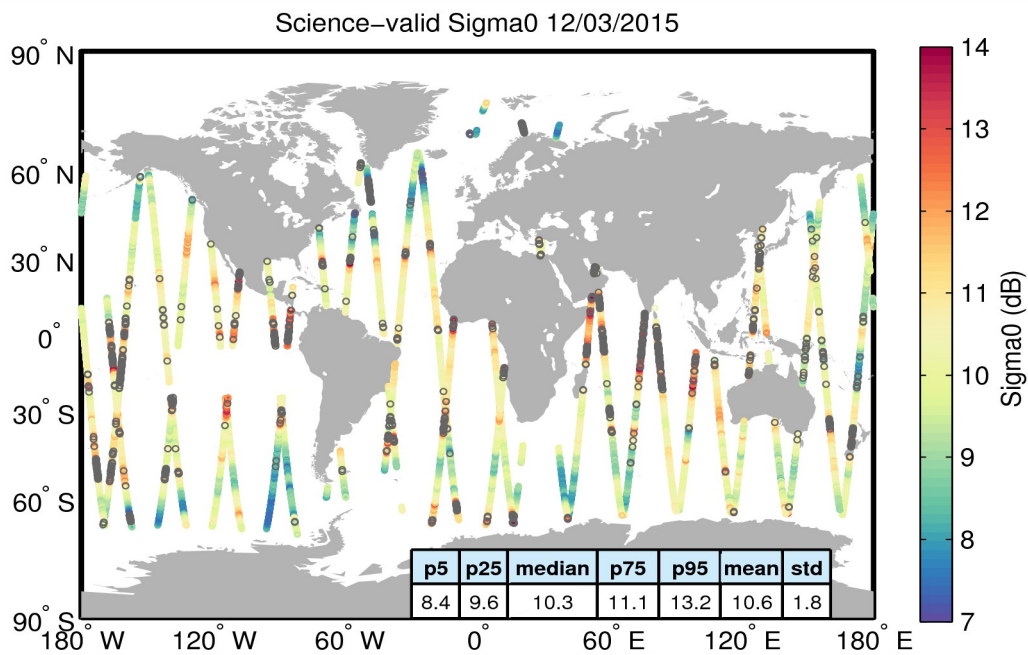 Science−valid Sigma0 12/03/2015
90° N
60° N
30° N
0°
30° S
60° S
90° S
180° W
120° W
60° W
0°
60° E
120° E
180° E
p5 p25 median p75 p95 mean std
8.4 9.6 10.3 11.1 13.2 10.6 1.8
14
13
12
11
10
9
8
7
Sigma0 (dB)